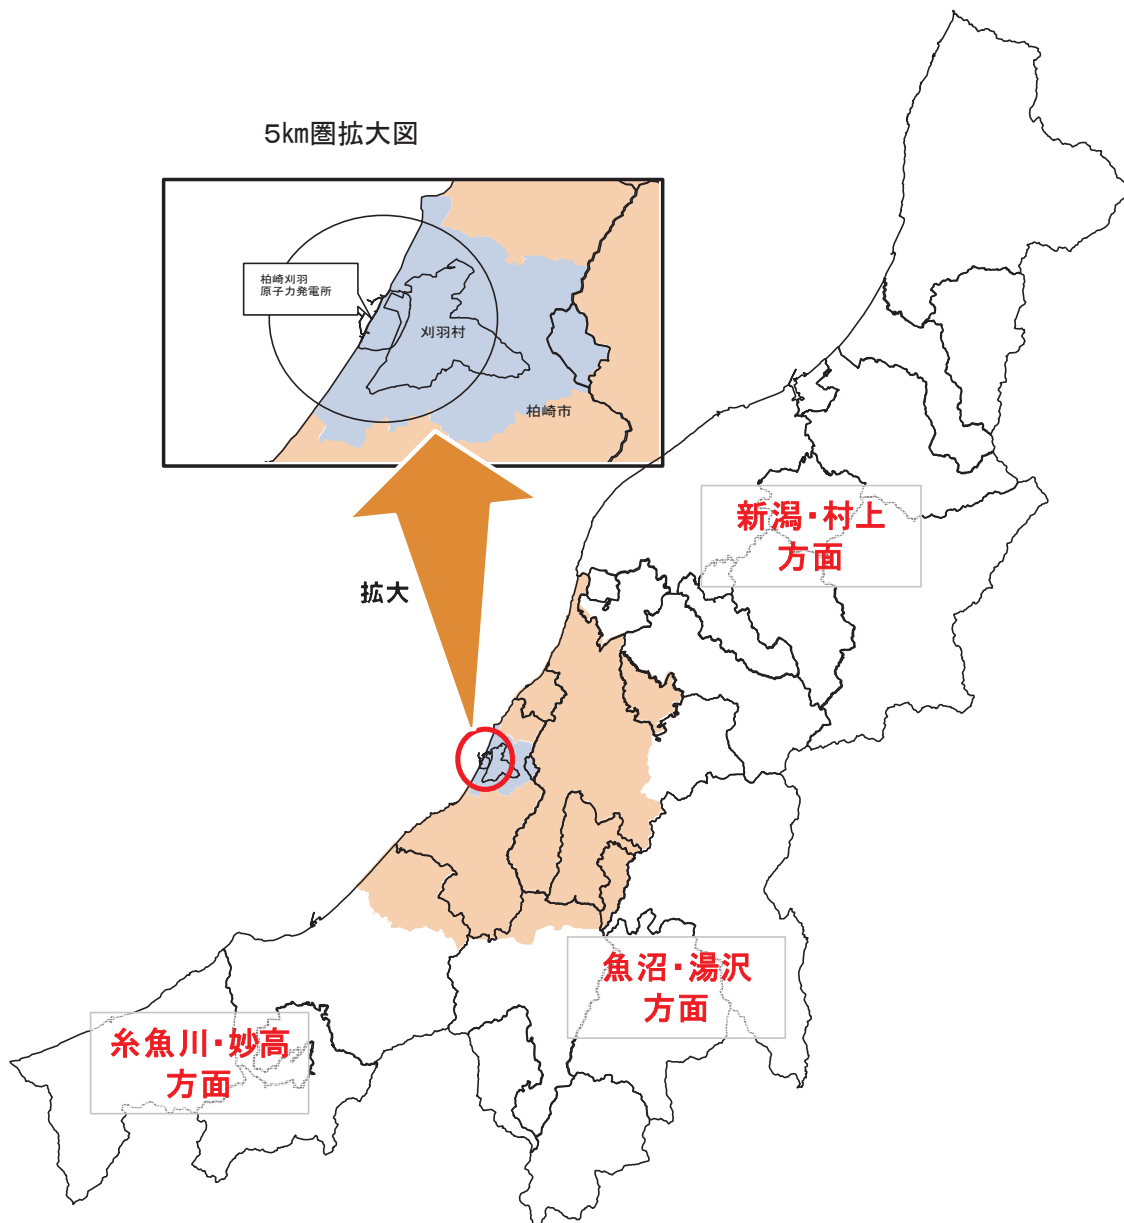 5km圏拡大図
柏崎刈羽
原子力発電所
刈羽村
柏崎市
拡大
新潟・村上
方面
魚沼・湯沢
方面
糸魚川・妙高
方面